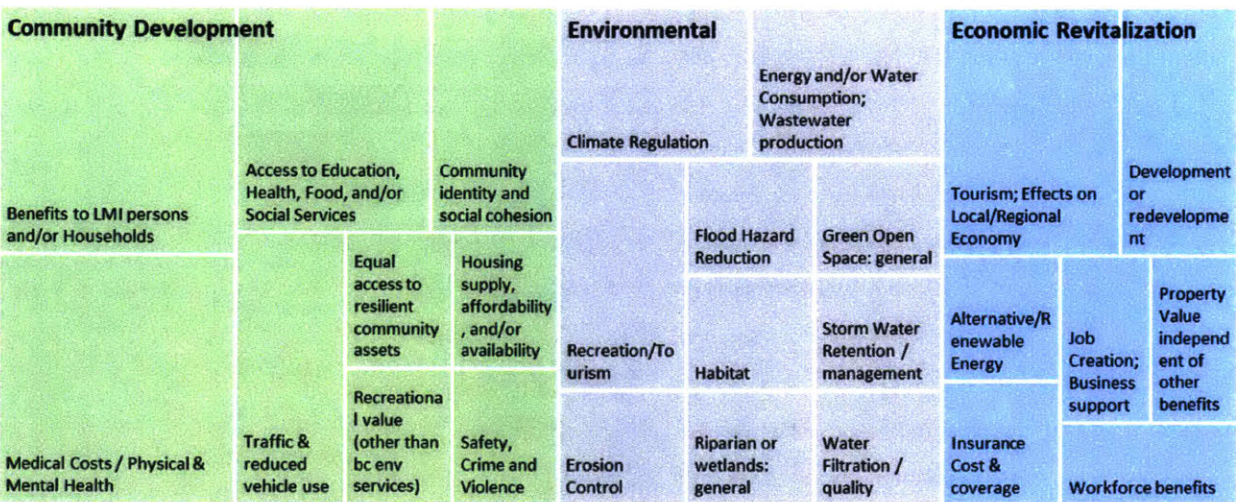 Community Development
Benefits to LMI persons
and/or Households
Access to Education,
Health, Food, and/or
Social Services
Community
identity and
social cohesion
Medical Costs / Physical &
Mental Health
Traffic &
reduced
vehicle use
Equal
access to
resilient
community
assets
Housing
supply,
affordability
, and/or
availability
Recreationa
l value
(other than
bc env
services)
Safety,
Crime and
Violence
Environmental
Climate Regulation
Energy and/or Water
Consumption;
Wastewater
production
Recreation/To
urism
Flood Hazard
Reduction
Green Open
Space: general
Habitat
Storm Water
Retention /
management
Erosion
Control
Riparian or
wetlands:
general
Water
Filtration /
quality
Economic Revitalization
Tourism; Effects on
Local/Regional
Economy
Development
or
redevelopme
nt
Alternative/R
enewable
Energy
Job
Creation;
Business
support
Property
Value
independ
ent of
other
benefits
Insurance
Cost &
coverage
Workforce benefits